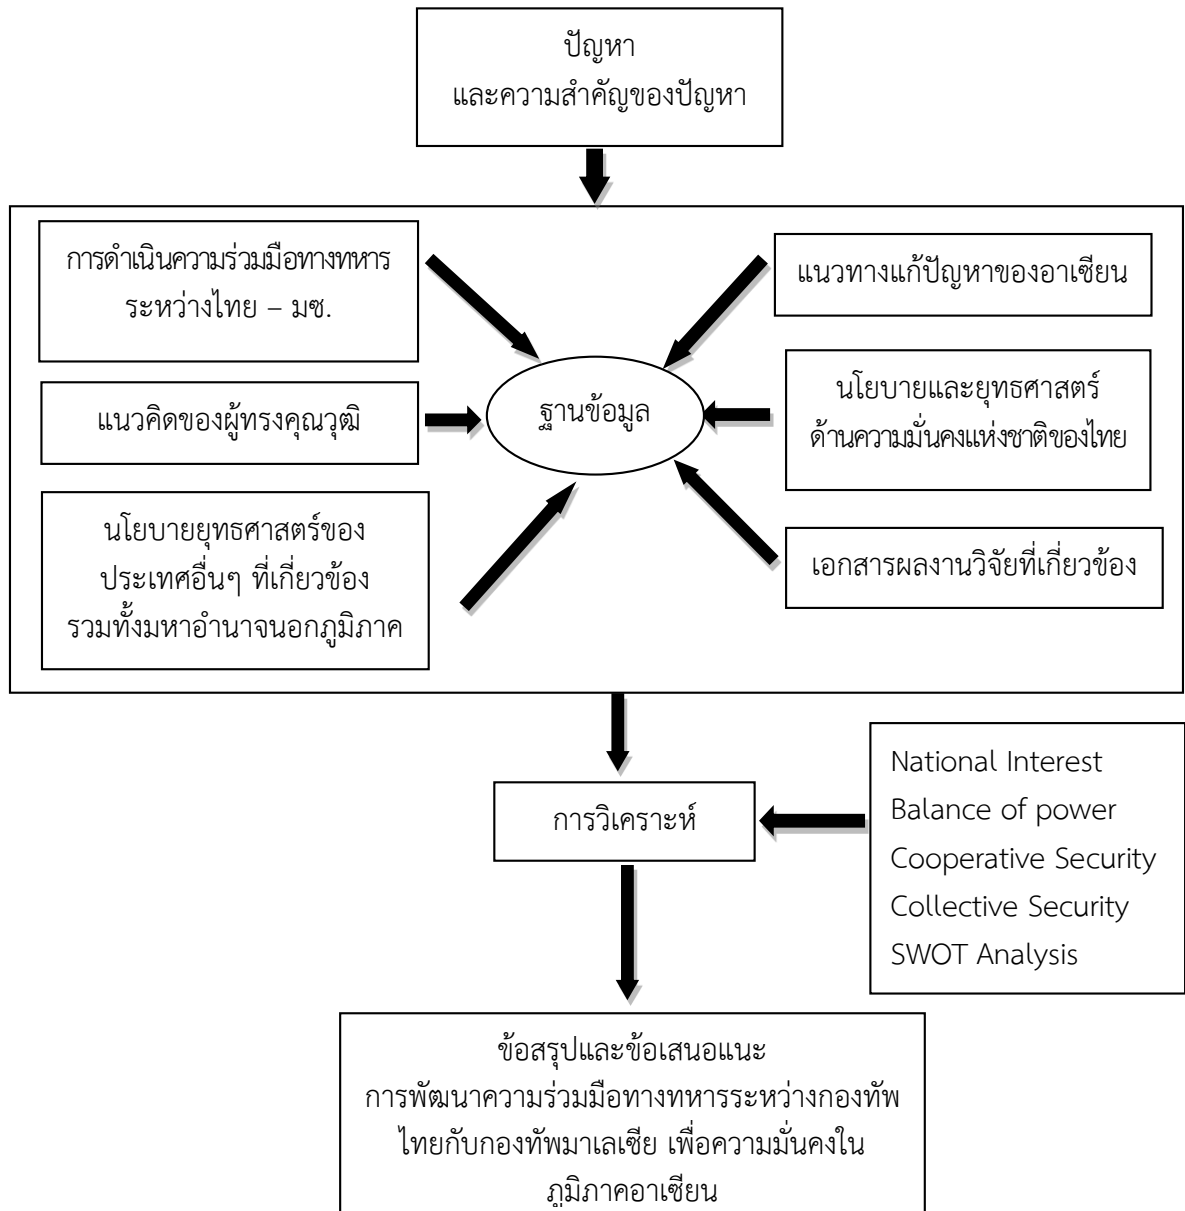 ปัญหา
และความสำคัญของปัญหา
การดำเนินความร่วมมือทางทหาร
ระหว่างไทย – มซ.
แนวคิดของผู้ทรงคุณวุฒิ
นโยบายยุทธศาสตร์ของ
ประเทศอื่นๆ ที่เกี่ยวข้อง
รวมทั้งมหาอำนาจนอกภูมิภาค
ฐานข้อมูล
แนวทางแก้ปัญหาของอาเซียน
นโยบายและยุทธศาสตร์
ด้านความมั่นคงแห่งชาติของไทย
เอกสารผลงานวิจัยที่เกี่ยวข้อง
การวิเคราะห์
National Interest
Balance of power
Cooperative Security
Collective Security
SWOT Analysis
ข้อสรุปและข้อเสนอแนะ
การพัฒนาความร่วมมือทางทหารระหว่างกองทัพ
ไทยกับกองทัพมาเลเซีย เพื่อความมั่นคงใน
ภูมิภาคอาเซียน